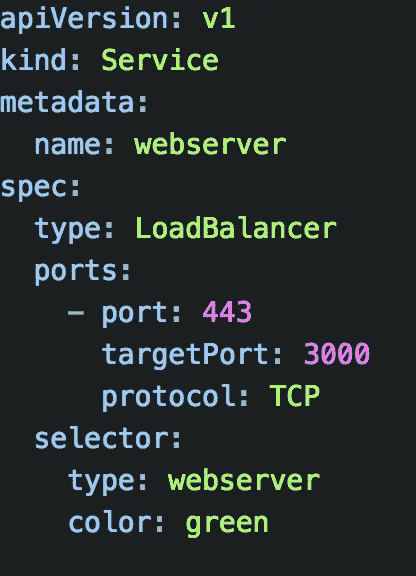 apiVersion: v1
kind: Service
metadata:
  name: webserver
spec:
  type: LoadBalancer
  ports:
    - port: 443
      targetPort: 3000
      protocol: TCP
  selector:
    type: webserver
    color: green